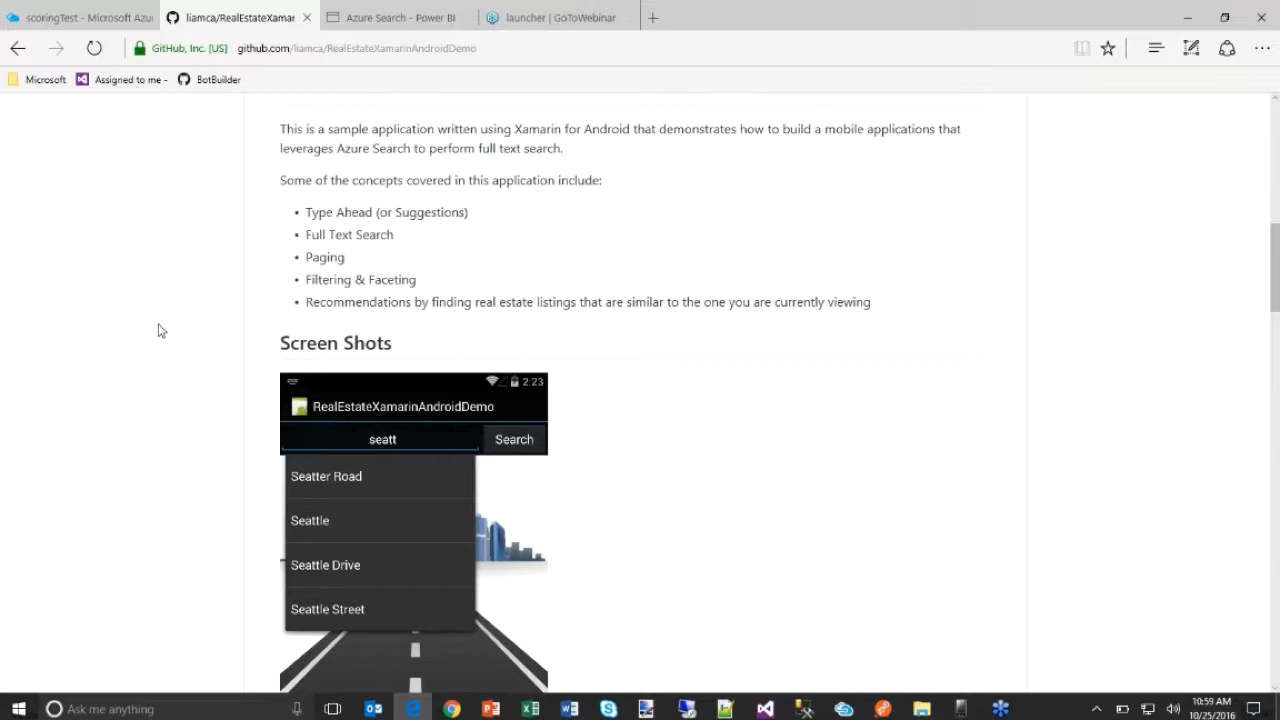 scoringTest - Microsoft Azu
liamca/RealEstateXamar
Azure Search - Power BI
launcher | GoToWebinar
GitHub, Inc. [US] github.com/liamca/RealEstateXamarinAndroidDemo
Microsoft
Assigned to me -
BotBuilder
This is a sample application written using Xamarin for Android that demonstrates how to build a mobile applications that
leverages Azure Search to perform full text search.
Some of the concepts covered in this application include:
• Type Ahead (or Suggestions)
• Full Text Search
• Paging
• Filtering & Faceting
• Recommendations by finding real estate listings that are similar to the one you are currently viewing
Screen Shots
2:23
RealEstateXamarinAndroidDemo
seatt
Search
Seatter Road
Seattle
Seattle Drive
Seattle Street
Ask me anything
10:59 AM
10/25/2016